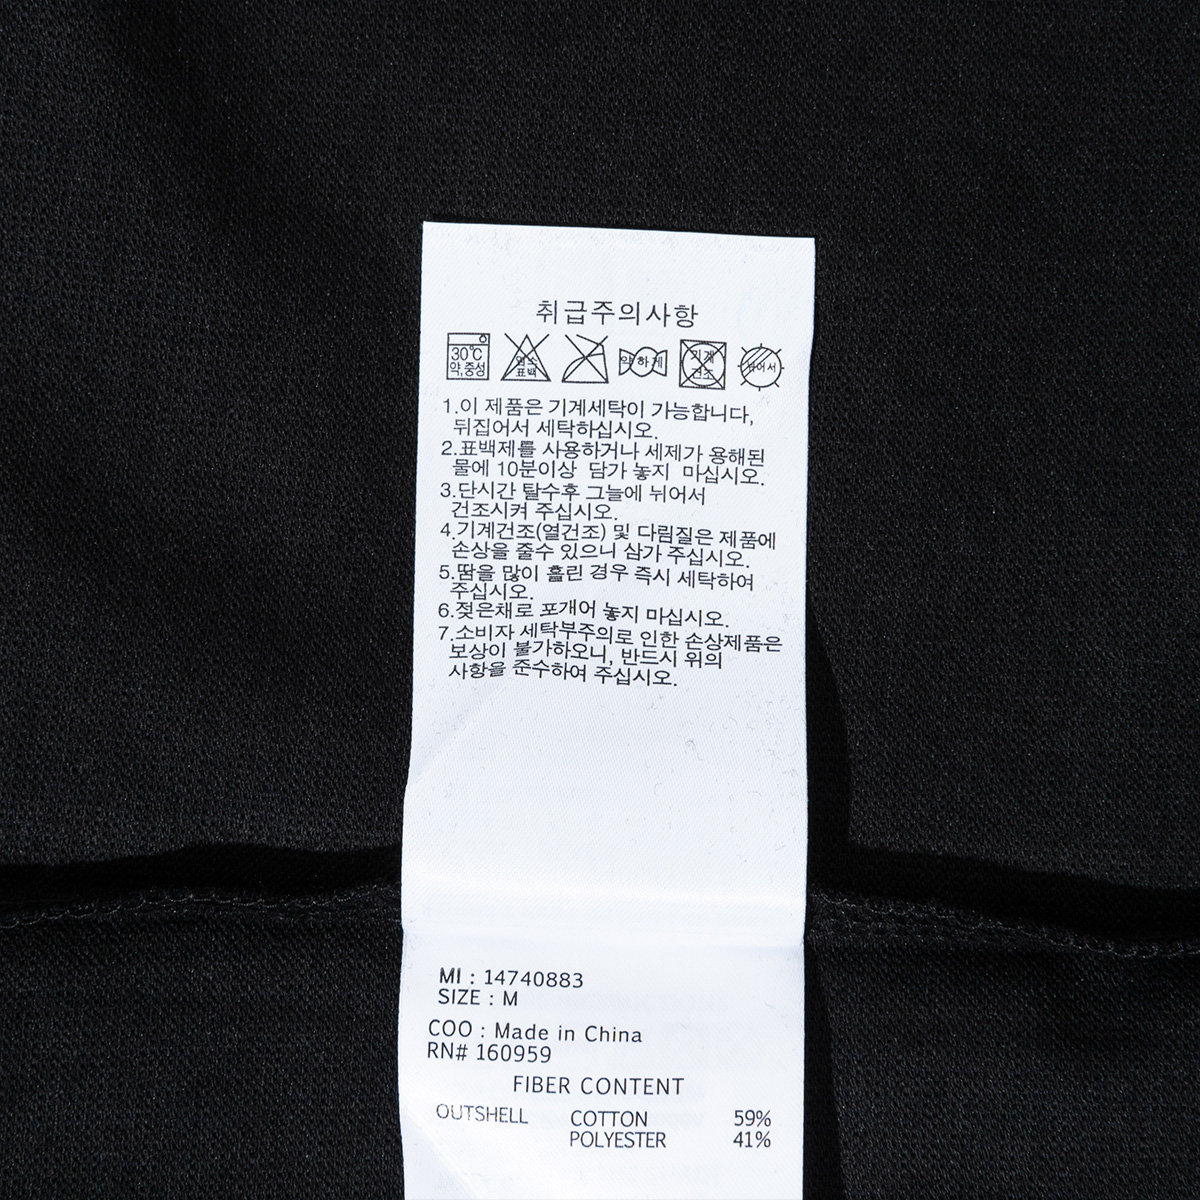 취급주의사항
30℃
약,중성
염소
표백
약하게
기계
건조
뉘어서
1.이 제품은 기계세탁이 가능합니다,
뒤집어서 세탁하십시오.
2.표백제를 사용하거나 세제가 용해된
물에 10분이상 담가 놓지 마십시오.
3.단시간 탈수후 그늘에 뉘어서
건조시켜 주십시오.
4.기계건조(열건조) 및 다림질은 제품에
손상을 줄수 있으니 삼가 주십시오.
5.땀을 많이 흘린 경우 즉시 세탁하여
주십시오.
6.젖은채로 포개어 놓지 마십시오.
7.소비자 세탁부주의로 인한 손상제품은
보상이 불가하오니, 반드시 위의
사항을 준수하여 주십시오.
MI : 14740883
SIZE : M
COO : Made in China
RN# 160959
FIBER CONTENT
OUTSHELL COTTON 59%
POLYESTER 41%